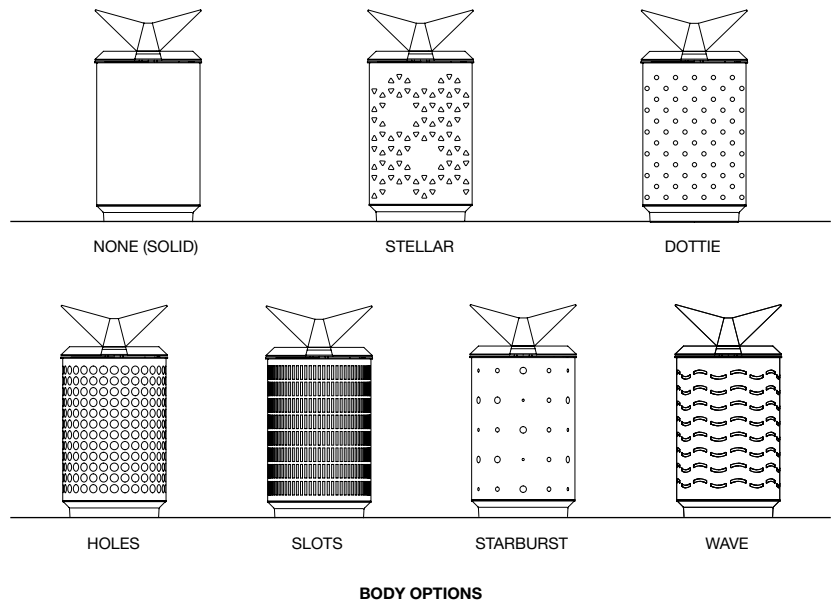 NONE (SOLID) STELLAR DOTTIE
HOLES SLOTS STARBURST WAVE
BODY OPTIONS